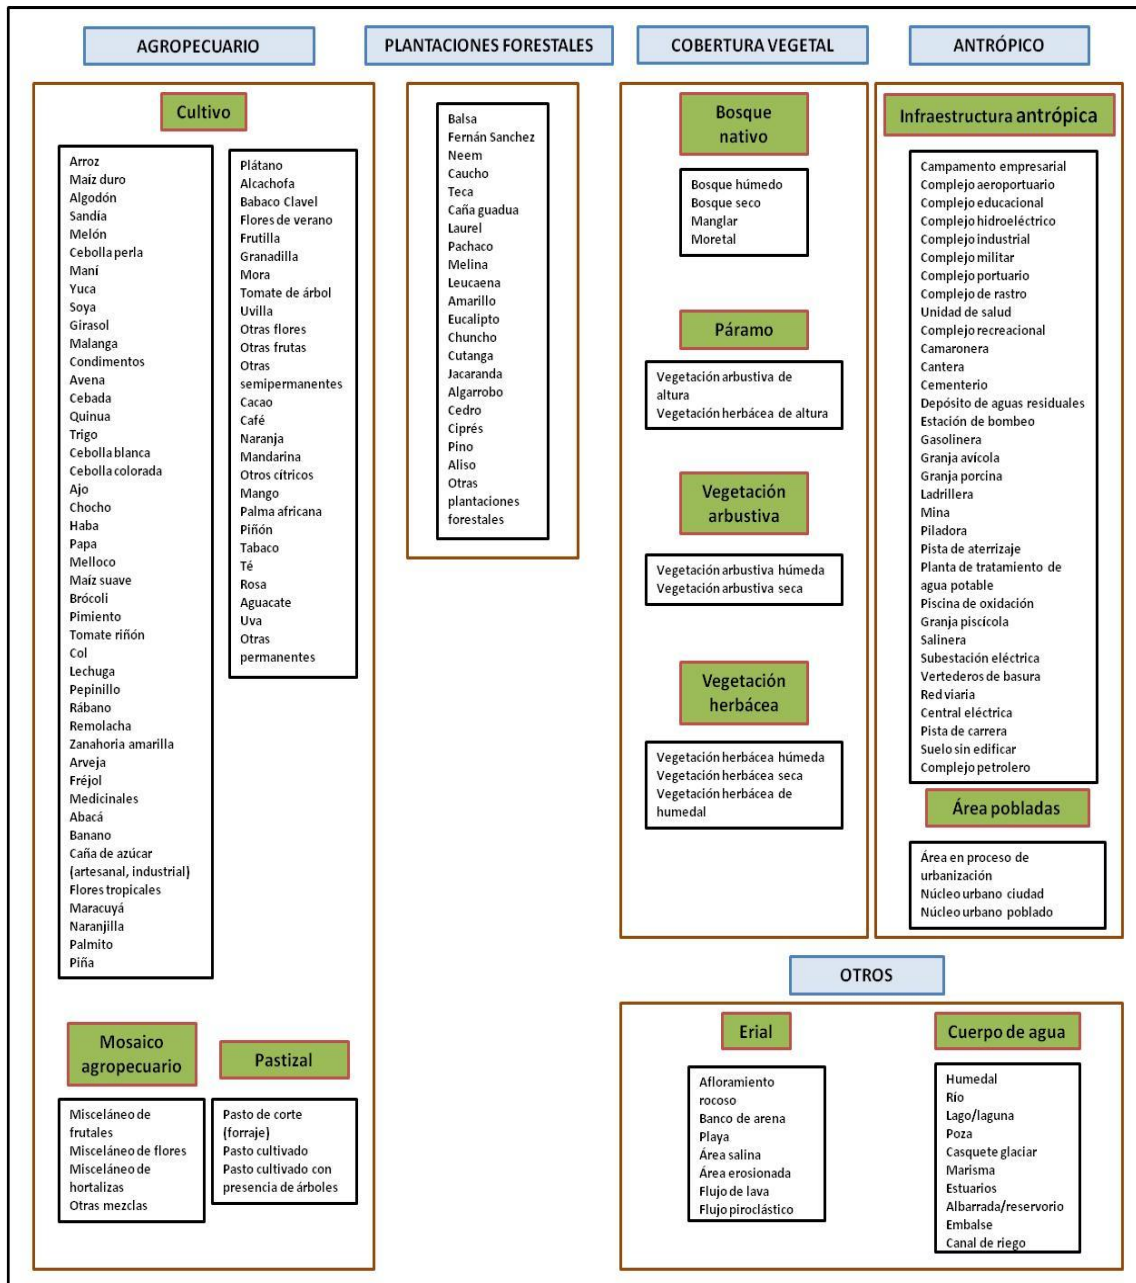 AGROPECUARIO
Cultivo
Arroz
Maíz duro
Algodón
Sandía
Melón
Cebolla perla
Maní
Yuca
Soya
Girasol
Malanga
Condimentos
Avena
Cebada
Quinua
Trigo
Cebolla blanca
Cebolla colorada
Ajo
Chocho
Haba
Papa
Melloco
Maíz suave
Brócoli
Pimiento
Tomate riñón
Col
Lechuga
Pepinillo
Rábano
Remolacha
Zanahoria amarilla
Arveja
Fréjol
Medicinales
Abacá
Banano
Caña de azúcar
(artesanal, industrial)
Flores tropicales
Maracuyá
Naranjilla
Palmito
Piña
Plátano
Alcachofa
Babaco Clavel
Flores de verano
Frutilla
Granadilla
Mora
Tomate de árbol
Uvilla
Otras flores
Otras frutas
Otras
semipermanentes
Cacao
Café
Naranja
Mandarina
Otros cítricos
Mango
Palma africana
Piñón
Tabaco
Té
Rosa
Aguacate
Uva
Otras
permanentes
Mosaico
agropecuario
Misceláneo de
frutales
Misceláneo de flores
Misceláneo de
hortalizas
Otras mezclas
Pastizal
Pasto de corte
(forraje)
Pasto cultivado
Pasto cultivado con
presencia de árboles
PLANTACIONES FORESTALES
Balsa
Fernán Sanchez
Neem
Caucho
Teca
Caña guadua
Laurel
Pachaco
Melina
Leucaena
Amarillo
Eucalipto
Chuncho
Cutanga
Jacaranda
Algarrobo
Cedro
Ciprés
Pino
Aliso
Otras
plantaciones
forestales
COBERTURA VEGETAL
Bosque
nativo
Bosque húmedo
Bosque seco
Manglar
Moretal
Páramo
Vegetación arbustiva de
altura
Vegetación herbácea de altura
Vegetación
arbustiva
Vegetación arbustiva húmeda
Vegetación arbustiva seca
Vegetación
herbácea
Vegetación herbácea húmeda
Vegetación herbácea seca
Vegetación herbácea de
humedal
ANTRÓPICO
Infraestructura antrópica
Campamento empresarial
Complejo aeroportuario
Complejo educacional
Complejo hidroeléctrico
Complejo industrial
Complejo militar
Complejo portuario
Complejo de rastro
Unidad de salud
Complejo recreacional
Camaronera
Cantera
Cementerio
Depósito de aguas residuales
Estación de bombeo
Gasolinera
Granja avícola
Granja porcina
Ladrillera
Mina
Piladora
Pista de aterrizaje
Planta de tratamiento de
agua potable
Piscina de oxidación
Granja piscícola
Salinera
Subestación eléctrica
Vertederos de basura
Red viaria
Central eléctrica
Pista de carrera
Suelo sin edificar
Complejo petrolero
Área pobladas
Área en proceso de
urbanización
Núcleo urbano ciudad
Núcleo urbano poblado
OTROS
Erial
Afloramiento
rocoso
Banco de arena
Playa
Área salina
Área erosionada
Flujo de lava
Flujo piroclástico
Cuerpo de agua
Humedal
Río
Lago/laguna
Poza
Casquete glaciar
Marisma
Estuarios
Albarrada/reservorio
Embalse
Canal de riego